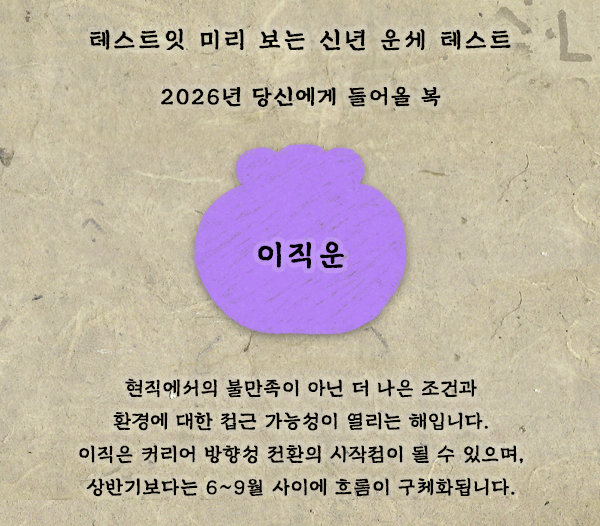 테스트잇 미리 보는 신년 운세 테스트
2026년 당신에게 들어올 복
이직운
현직에서의 불만족이 아닌 더 나은 조건과
환경에 대한 접근 가능성이 열리는 해입니다.
이직은 커리어 방향성 전환의 시작점이 될 수 있으며,
상반기보다는 6~9월 사이에 흐름이 구체화됩니다.